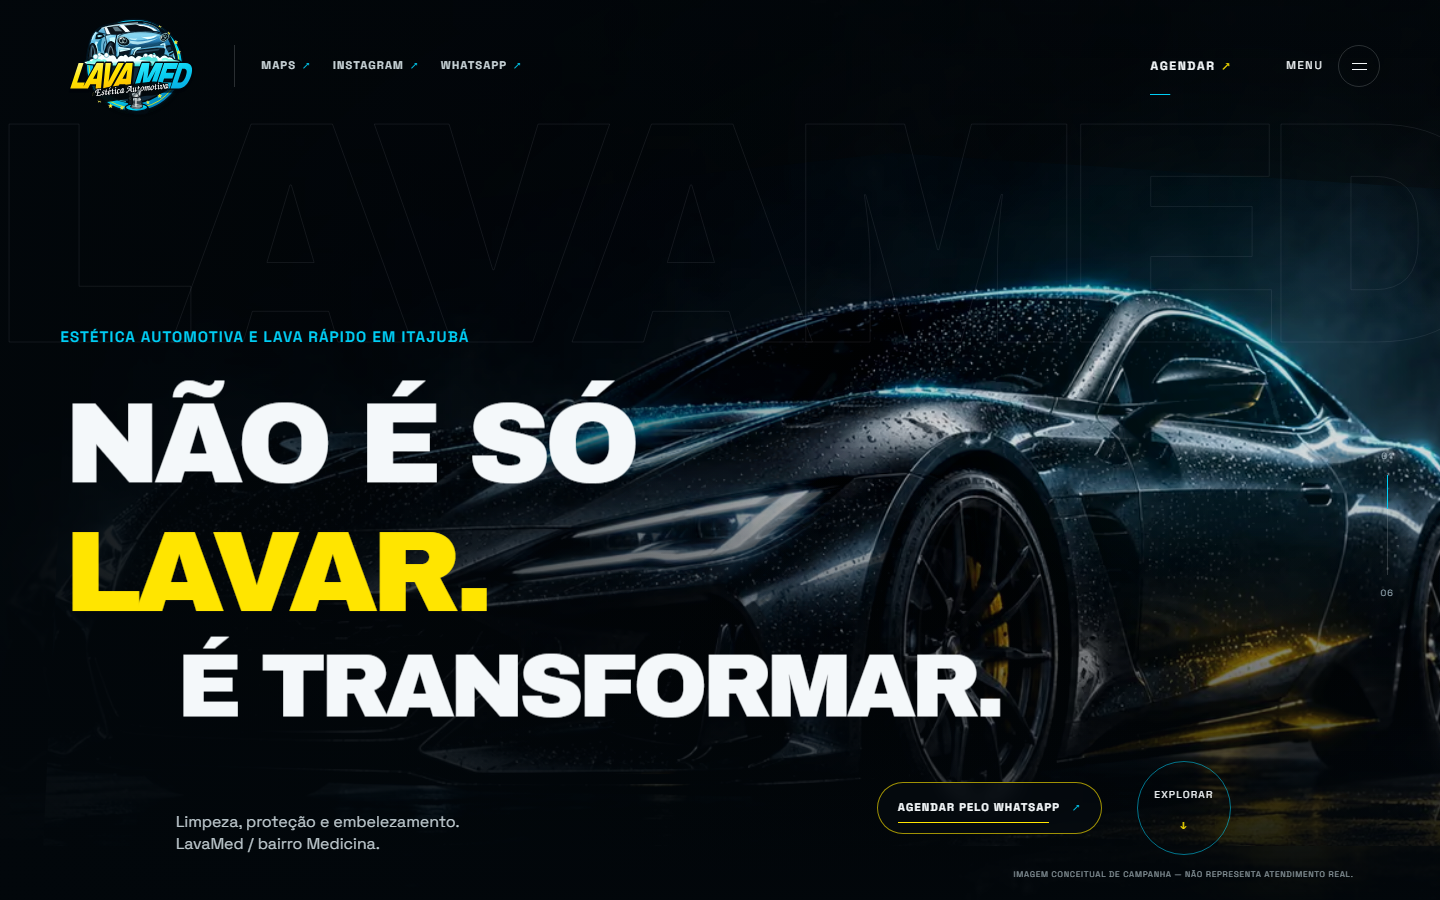 LAVA MED
Estética Automotiva
MAPS ↗ INSTAGRAM ↗ WHATSAPP ↗
AGENDAR ↗
MENU
LAVAMED
ESTÉTICA AUTOMOTIVA E LAVA RÁPIDO EM ITAJUBÁ
NÃO É SÓ
LAVAR.
É TRANSFORMAR.
06
Limpeza, proteção e embelezamento.
LavaMed / bairro Medicina.
AGENDAR PELO WHATSAPP ↗
EXPLORAR
↓
IMAGEM CONCEITUAL DE CAMPANHA — NÃO REPRESENTA ATENDIMENTO REAL.